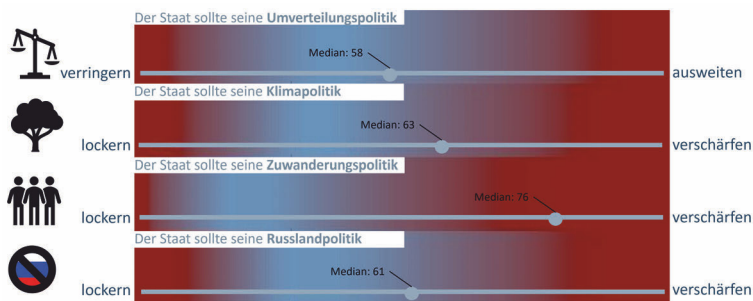 Der Staat sollte seine Umverteilungspolitik
Median: 58
verringern
ausweiten
Der Staat sollte seine Klimapolitik
Median: 63
lockern
verschärfen
Der Staat sollte seine Zuwanderungspolitik
Median: 76
lockern
verschärfen
Der Staat sollte seine Russlandpolitik
Median: 61
lockern
verschärfen